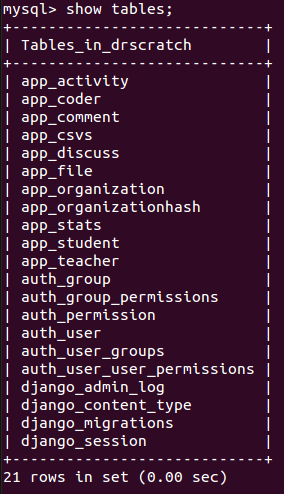 mysql> show tables;
+----------------------------+
| Tables_in_drscratch        |
+----------------------------+
| app_activity               |
| app_coder                  |
| app_comment                |
| app_csvs                   |
| app_discuss                |
| app_file                   |
| app_organization           |
| app_organizationhash       |
| app_stats                  |
| app_student                |
| app_teacher                |
| auth_group                 |
| auth_group_permissions     |
| auth_permission            |
| auth_user                  |
| auth_user_groups           |
| auth_user_user_permissions |
| django_admin_log           |
| django_content_type        |
| django_migrations          |
| django_session             |
+----------------------------+
21 rows in set (0.00 sec)